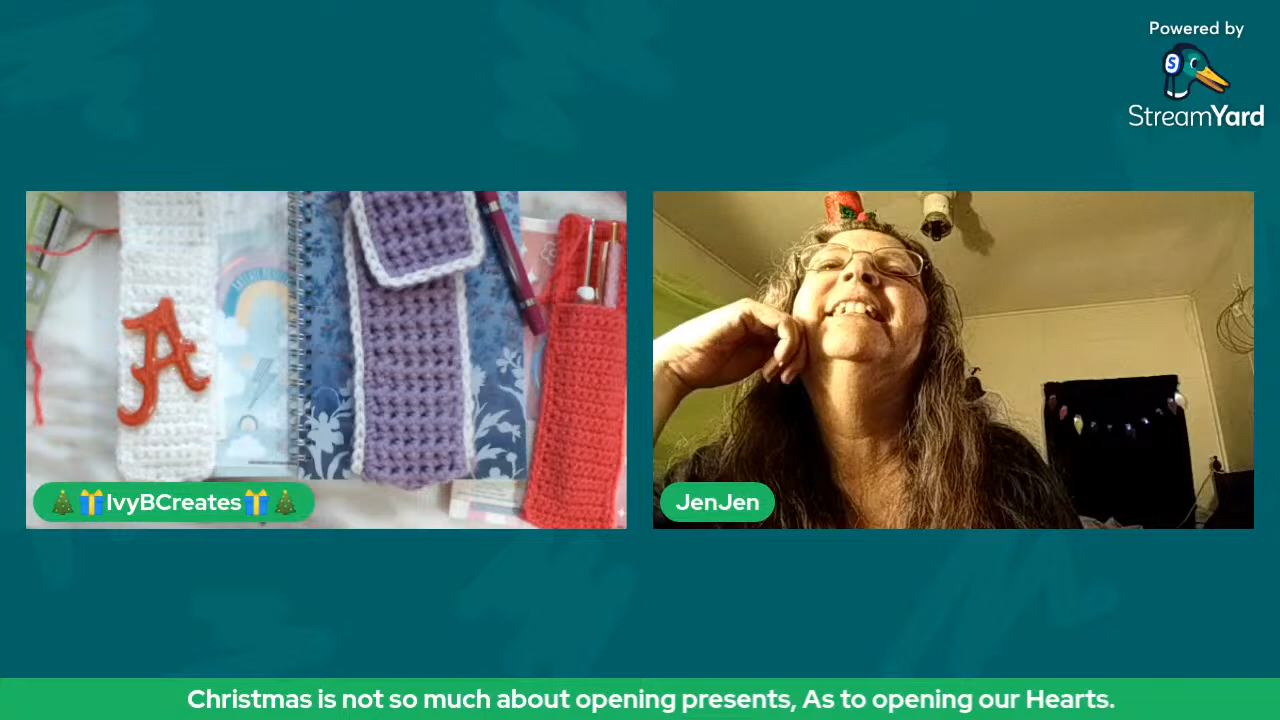 Powered by
S
StreamYard
A
🎄🎁IvyBCreates🎁🎄
JenJen
Christmas is not so much about opening presents, As to opening our Hearts.